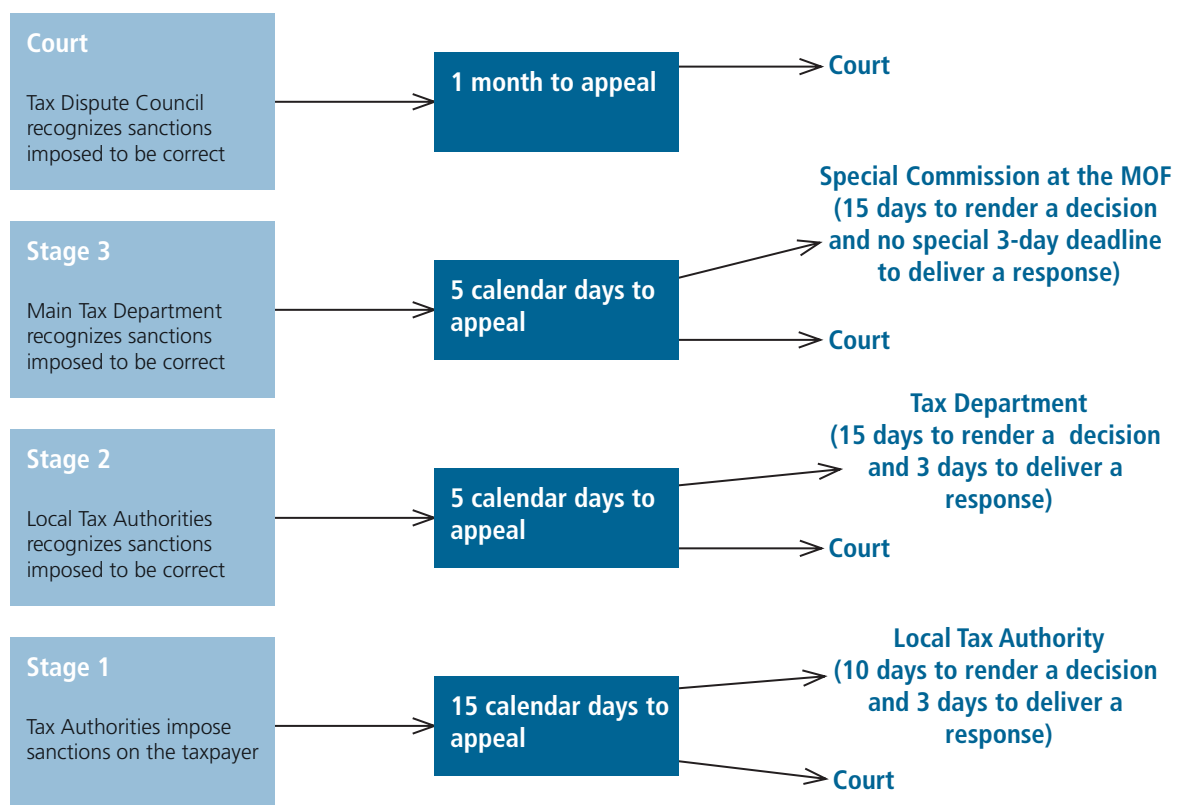 Court
Tax Dispute Council
recognizes sanctions
imposed to be correct
1 month to appeal
Court
Stage 3
Main Tax Department
recognizes sanctions
imposed to be correct
5 calendar days to
appeal
Special Commission at the MOF
(15 days to render a decision
and no special 3-day deadline
to deliver a response)
Court
Stage 2
Local Tax Authorities
recognizes sanctions
imposed to be correct
5 calendar days to
appeal
Tax Department
(15 days to render a decision
and 3 days to deliver a
response)
Court
Stage 1
Tax Authorities impose
sanctions on the taxpayer
15 calendar days to
appeal
Local Tax Authority
(10 days to render a decision
and 3 days to deliver a
response)
Court